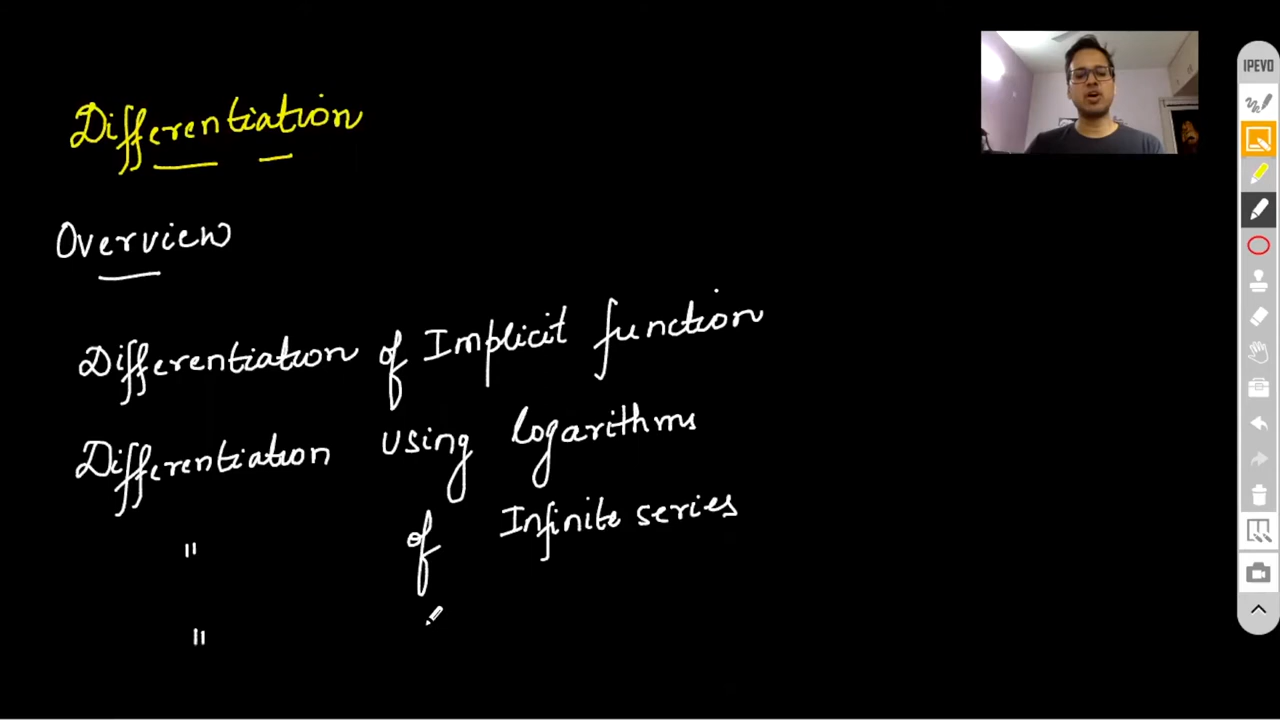 IPEVO
Differentiation
Overview
Differentiation of Implicit function
Differentiation using logarithms
" of Infinite series
"